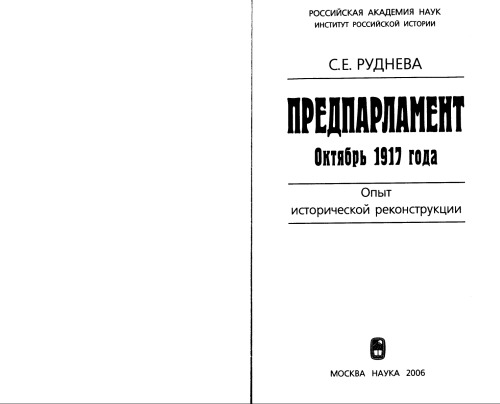 РОССИЙСКАЯ АКАДЕМИЯ НАУК
ИНСТИТУТ РОССИЙСКОЙ ИСТОРИИ
С.Е. РУДНЕВА
ПРЕДПАРЛАМЕНТ
Октябрь 1917 года
Опыт
исторической реконструкции
МОСКВА НАУКА 2006